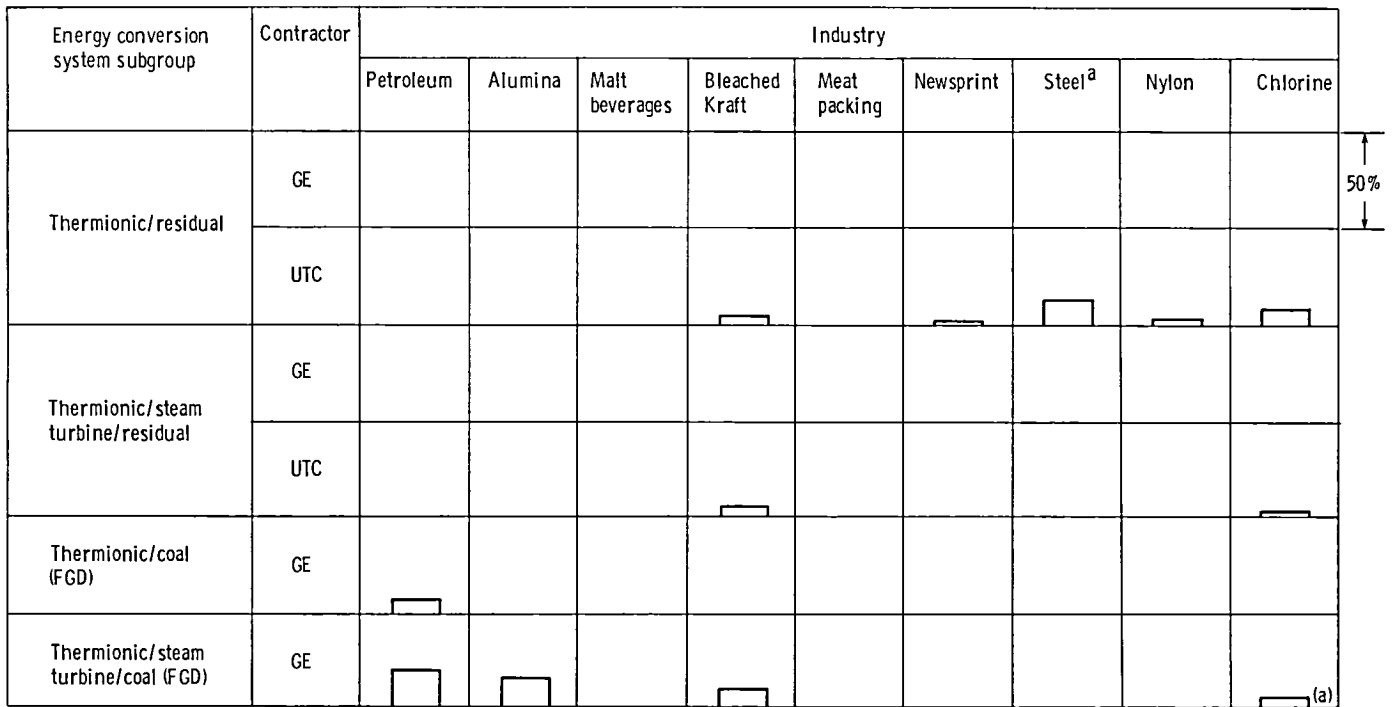 Energy conversion
system subgroup
Contractor
Industry
Petroleum
Alumina
Malt
beverages
Bleached
Kraft
Meat
packing
Newsprint
Steel^a
Nylon
Chlorine
50%
Thermionic/residual
GE
UTC
Thermionic/steam
turbine/residual
GE
UTC
Thermionic/coal
(FGD)
GE
Thermionic/steam
turbine/coal (FGD)
GE
(a)